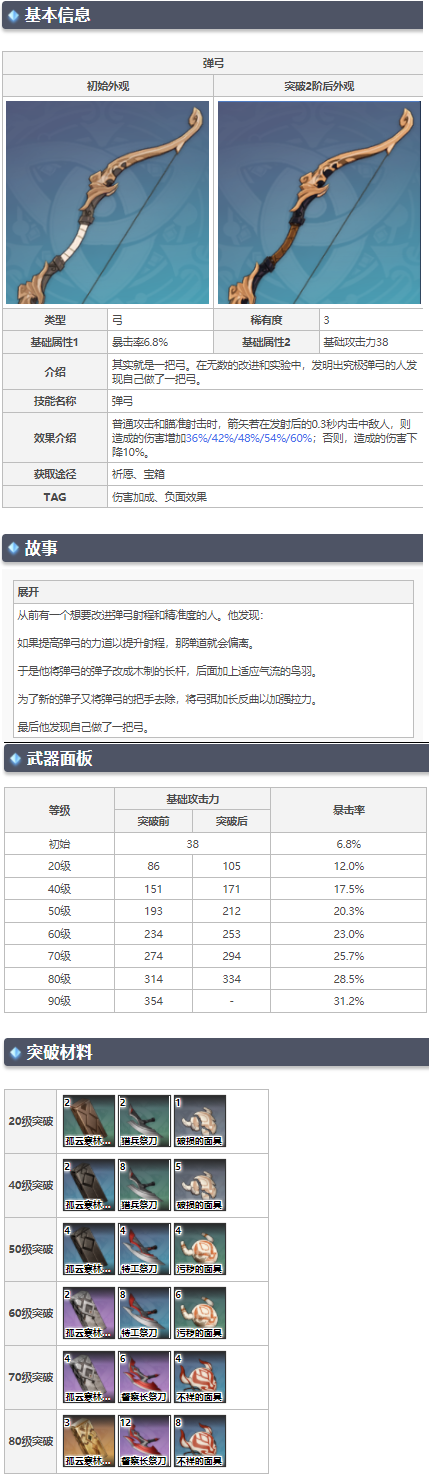 基本信息
弹弓
初始外观
突破2阶后外观
类型
弓
稀有度
3
基础属性1
暴击率6.8%
基础属性2
基础攻击力38
介绍
其实就是一把弓。在无数的改进和实验中，发明出究极弹弓的人发
现自己做了一把弓。
技能名称
弹弓
效果介绍
普通攻击和瞄准射击时，箭矢若在发射后的0.3秒内击中敌人，则
造成的伤害增加36%/42%/48%/54%/60%；否则，造成的伤害下
降10%。
获取途径
祈愿、宝箱
TAG
伤害加成、负面效果
故事
展开
从前有一个想要改进弹弓射程和精准度的人。他发现：
如果提高弹弓的力道以提升射程，那弹道就会偏离。
于是他将弹弓的弹子改成木制的长杆，后面加上适应气流的鸟羽。
为了新的弹子又将弹弓的把手去除，将弓弭加长反曲以加强拉力。
最后他发现自己做了一把弓。
武器面板
等级
基础攻击力
暴击率
突破前
突破后
初始
38
6.8%
20级
86
105
12.0%
40级
151
171
17.5%
50级
193
212
20.3%
60级
234
253
23.0%
70级
274
294
25.7%
80级
314
334
28.5%
90级
354
-
31.2%
突破材料
20级突破
2
孤云寒林...
2
猎兵祭刀
1
破损的面具
40级突破
2
孤云寒林...
8
猎兵祭刀
5
破损的面具
50级突破
4
孤云寒林...
4
特工祭刀
4
污秽的面具
60级突破
2
孤云寒林...
8
特工祭刀
6
污秽的面具
70级突破
4
孤云寒林...
6
督察长祭刀
4
不祥的面具
80级突破
3
孤云寒林...
12
督察长祭刀
8
不祥的面具